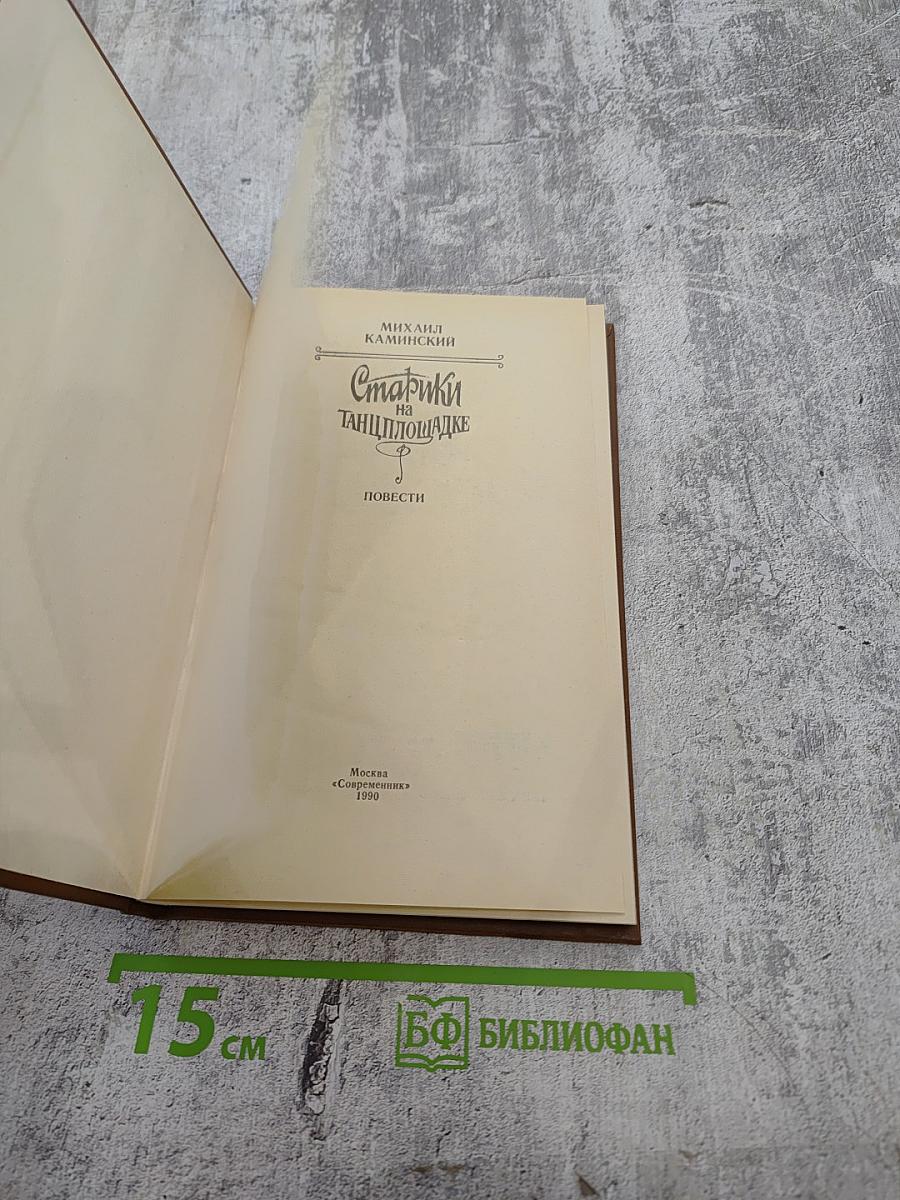 МИХАИЛ
КАМИНСКИЙ
Старики
на
ТАНЦПЛОЩАДКЕ
ПОВЕСТИ
Москва
«Современник»
1990
15 см
БФ БИБЛИОФАН